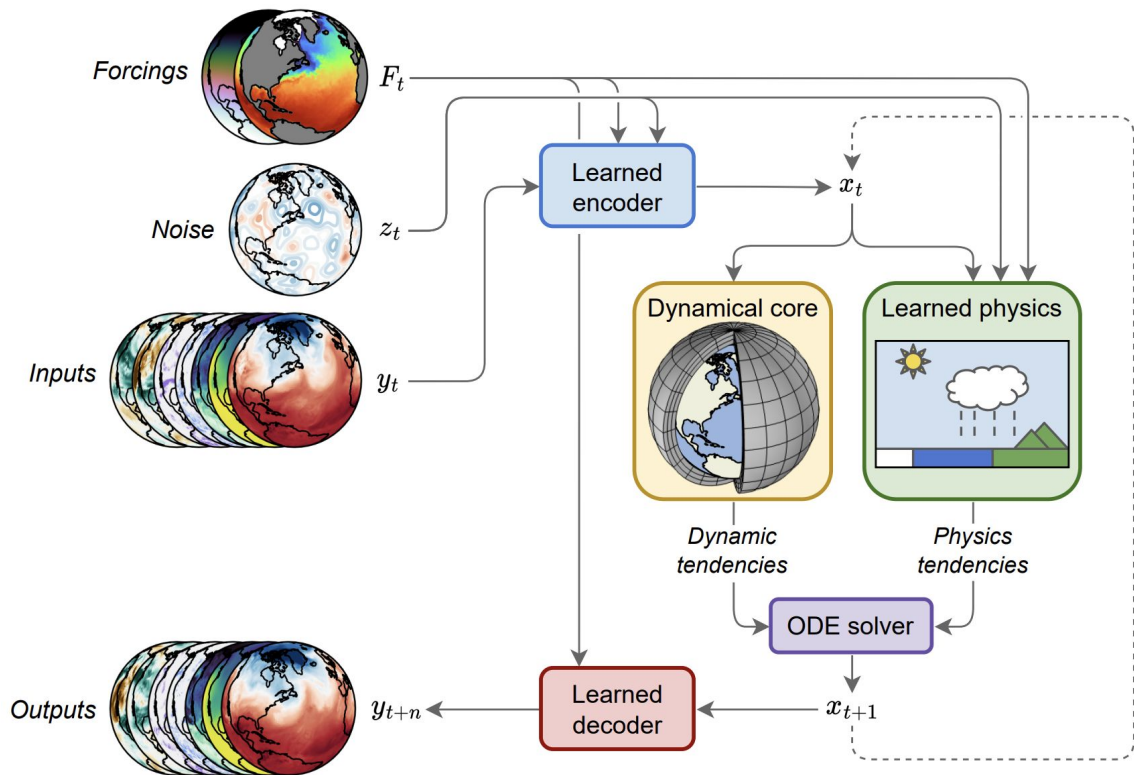 Forcings
F_t
Noise
z_t
Inputs
y_t
Learned
encoder
x_t
Dynamical core
Learned physics
Dynamic
tendencies
Physics
tendencies
ODE solver
Outputs
y_{t+n}
Learned
decoder
x_{t+1}